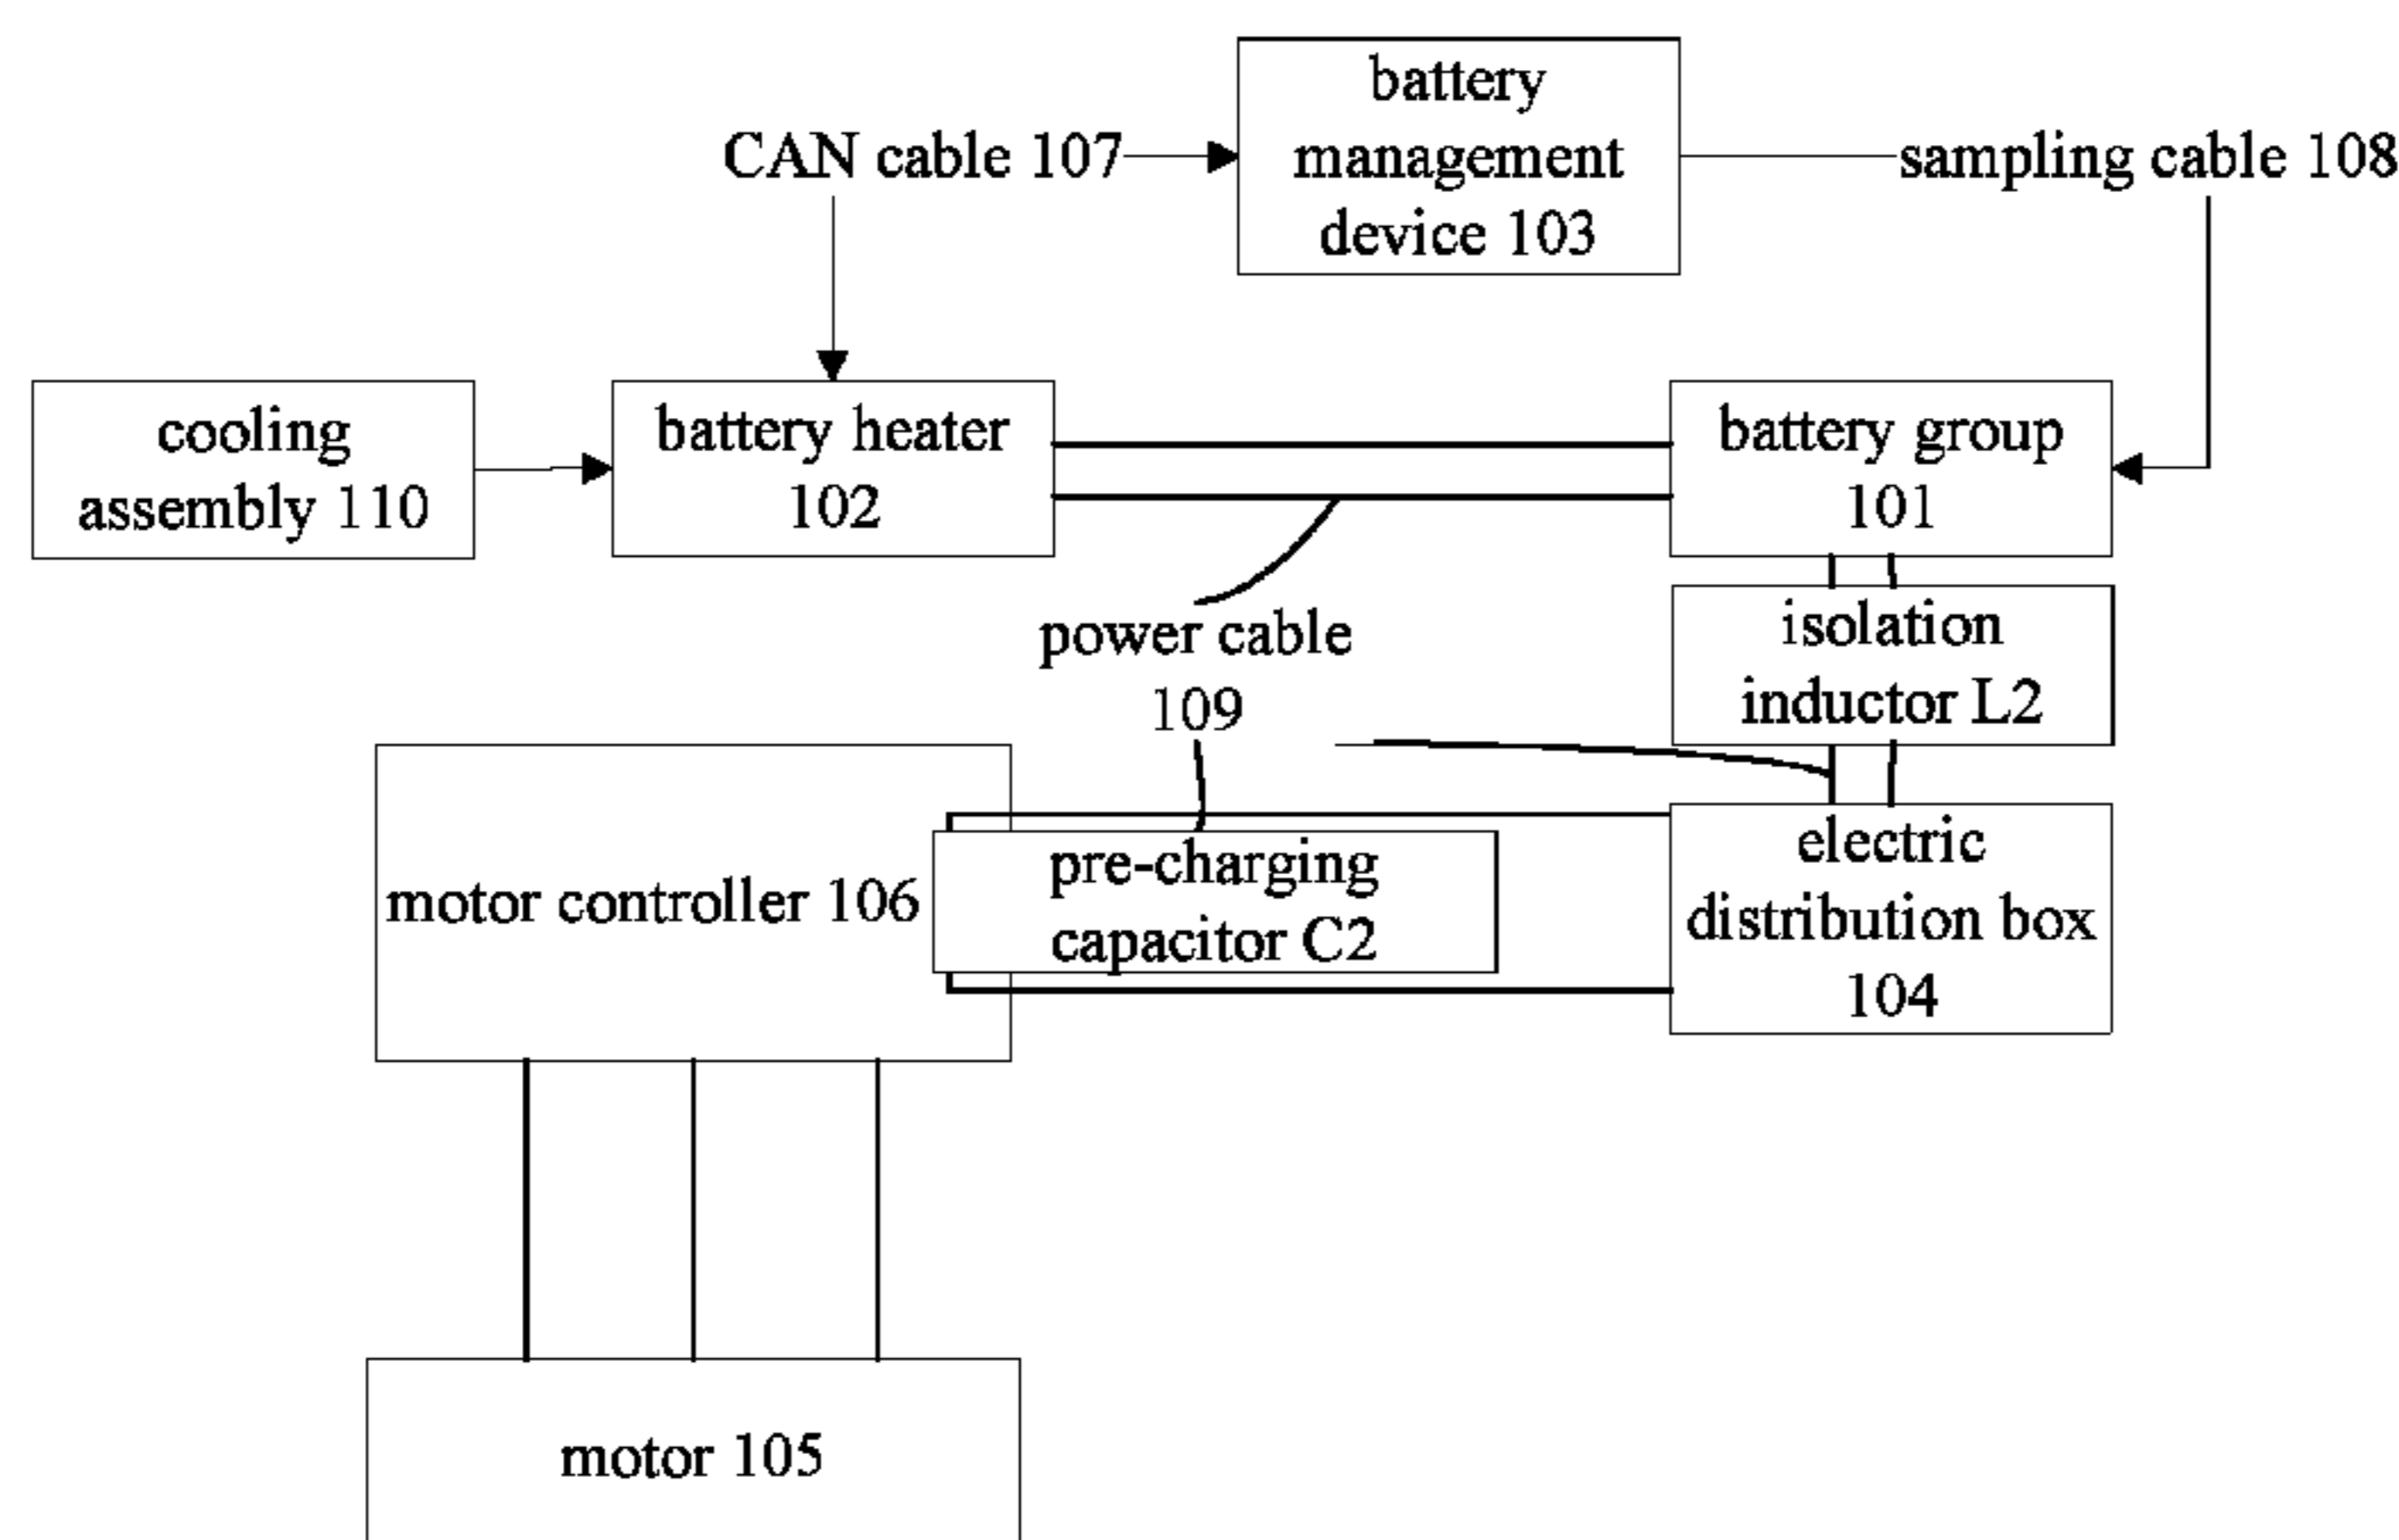 battery
management
device 103
CAN cable 107
sampling cable 108
cooling
assembly 110
battery heater
102
battery group
101
power cable
109
isolation
inductor L2
motor controller 106
pre-charging
capacitor C2
electric
distribution box
104
motor 105